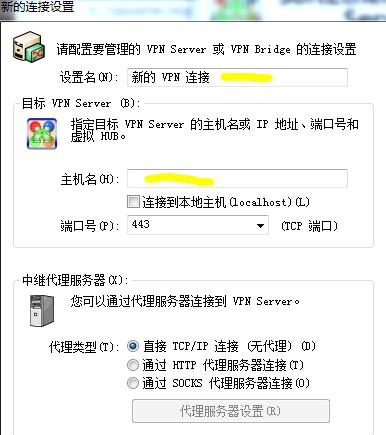 新的连接设置
请配置要管理的 VPN Server 或 VPN Bridge 的连接设置
设置名(N): 新的 VPN 连接
目标 VPN Server (B):
指定目标 VPN Server 的主机名或 IP 地址、端口号和
虚拟 HUB。
主机名(H):
连接到本地主机(localhost)(L)
端口号(P): 443 (TCP 端口)
中继代理服务器(X):
您可以通过代理服务器连接到 VPN Server。
代理类型(T): 直接 TCP/IP 连接 (无代理) (D)
通过 HTTP 代理服务器连接(T)
通过 SOCKS 代理服务器连接(O)
代理服务器设置(R)